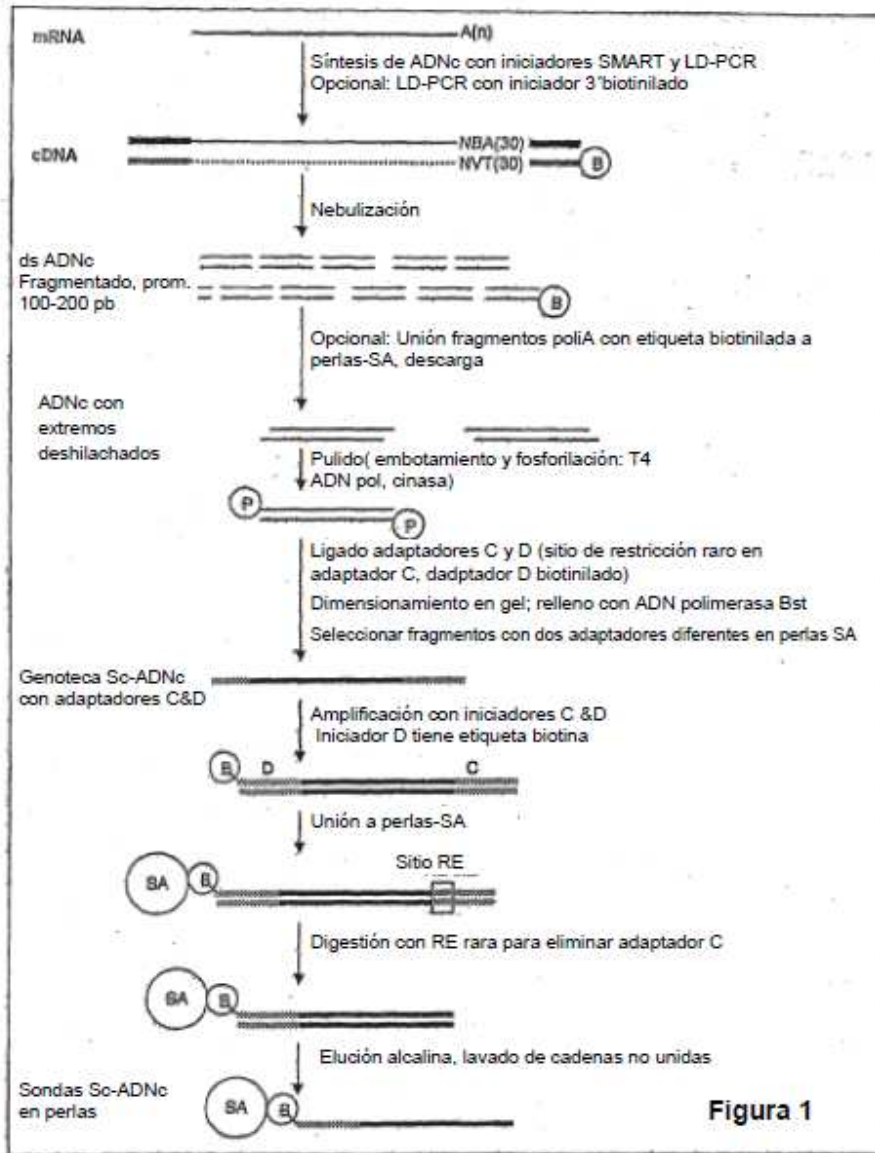 mRNA
A(n)
Síntesis de ADNc con iniciadores SMART y LD-PCR
Opcional: LD-PCR con iniciador 3'biotinilado
cDNA
NBA(30)
NVT(30)
B
Nebulización
ds ADNc
Fragmentado, prom.
100-200 pb
B
Opcional: Unión fragmentos poliA con etiqueta biotinilada a
perlas-SA, descarga
ADNc con
extremos
deshilachados
Pulido( embotamiento y fosforilación: T4
ADN pol, cinasa)
P
P
Ligado adaptadores C y D (sitio de restricción raro en
adaptador C, dadptador D biotinilado)
Dimensionamiento en gel; relleno con ADN polimerasa Bst
Seleccionar fragmentos con dos adaptadores diferentes en perlas SA
Genoteca Sc-ADNc
con adaptadores C&D
Amplificación con iniciadores C &D
Iniciador D tiene etiqueta biotina
B
D
C
Unión a perlas-SA
Sitio RE
SA
B
Digestión con RE rara para eliminar adaptador C
SA
B
Elución alcalina, lavado de cadenas no unidas
Sondas Sc-ADNc
en perlas
SA
B
Figura 1